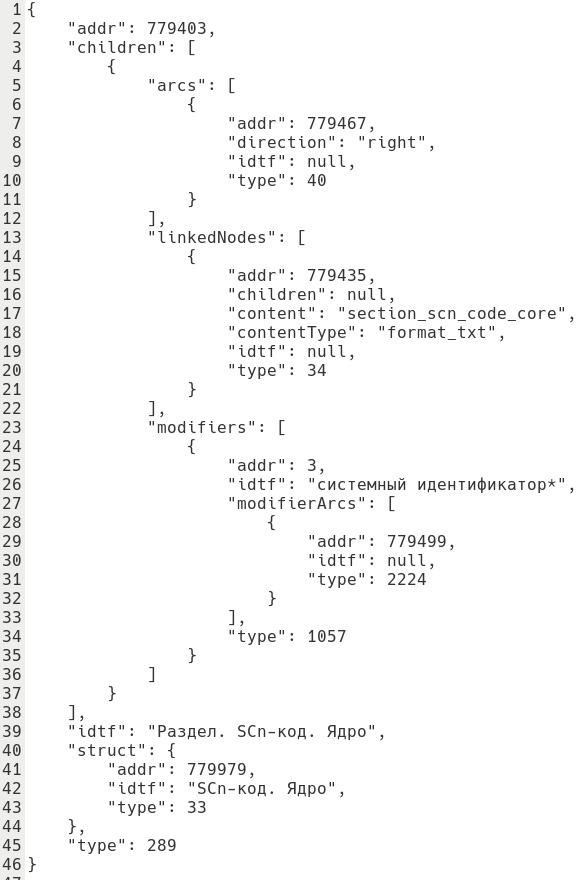 1 {
2     "addr": 779403,
3     "children": [
4         {
5             "arcs": [
6                 {
7                     "addr": 779467,
8                     "direction": "right",
9                     "idtf": null,
10                     "type": 40
11                 }
12             ],
13             "linkedNodes": [
14                 {
15                     "addr": 779435,
16                     "children": null,
17                     "content": "section_scn_code_core",
18                     "contentType": "format_txt",
19                     "idtf": null,
20                     "type": 34
21                 }
22             ],
23             "modifiers": [
24                 {
25                     "addr": 3,
26                     "idtf": "системный идентификатор*",
27                     "modifierArcs": [
28                         {
29                             "addr": 779499,
30                             "idtf": null,
31                             "type": 2224
32                         }
33                     ],
34                     "type": 1057
35                 }
36             ]
37         }
38     ],
39     "idtf": "Раздел. SCn-код. Ядро",
40     "struct": {
41         "addr": 779979,
42         "idtf": "SCn-код. Ядро",
43         "type": 33
44     },
45     "type": 289
46 }